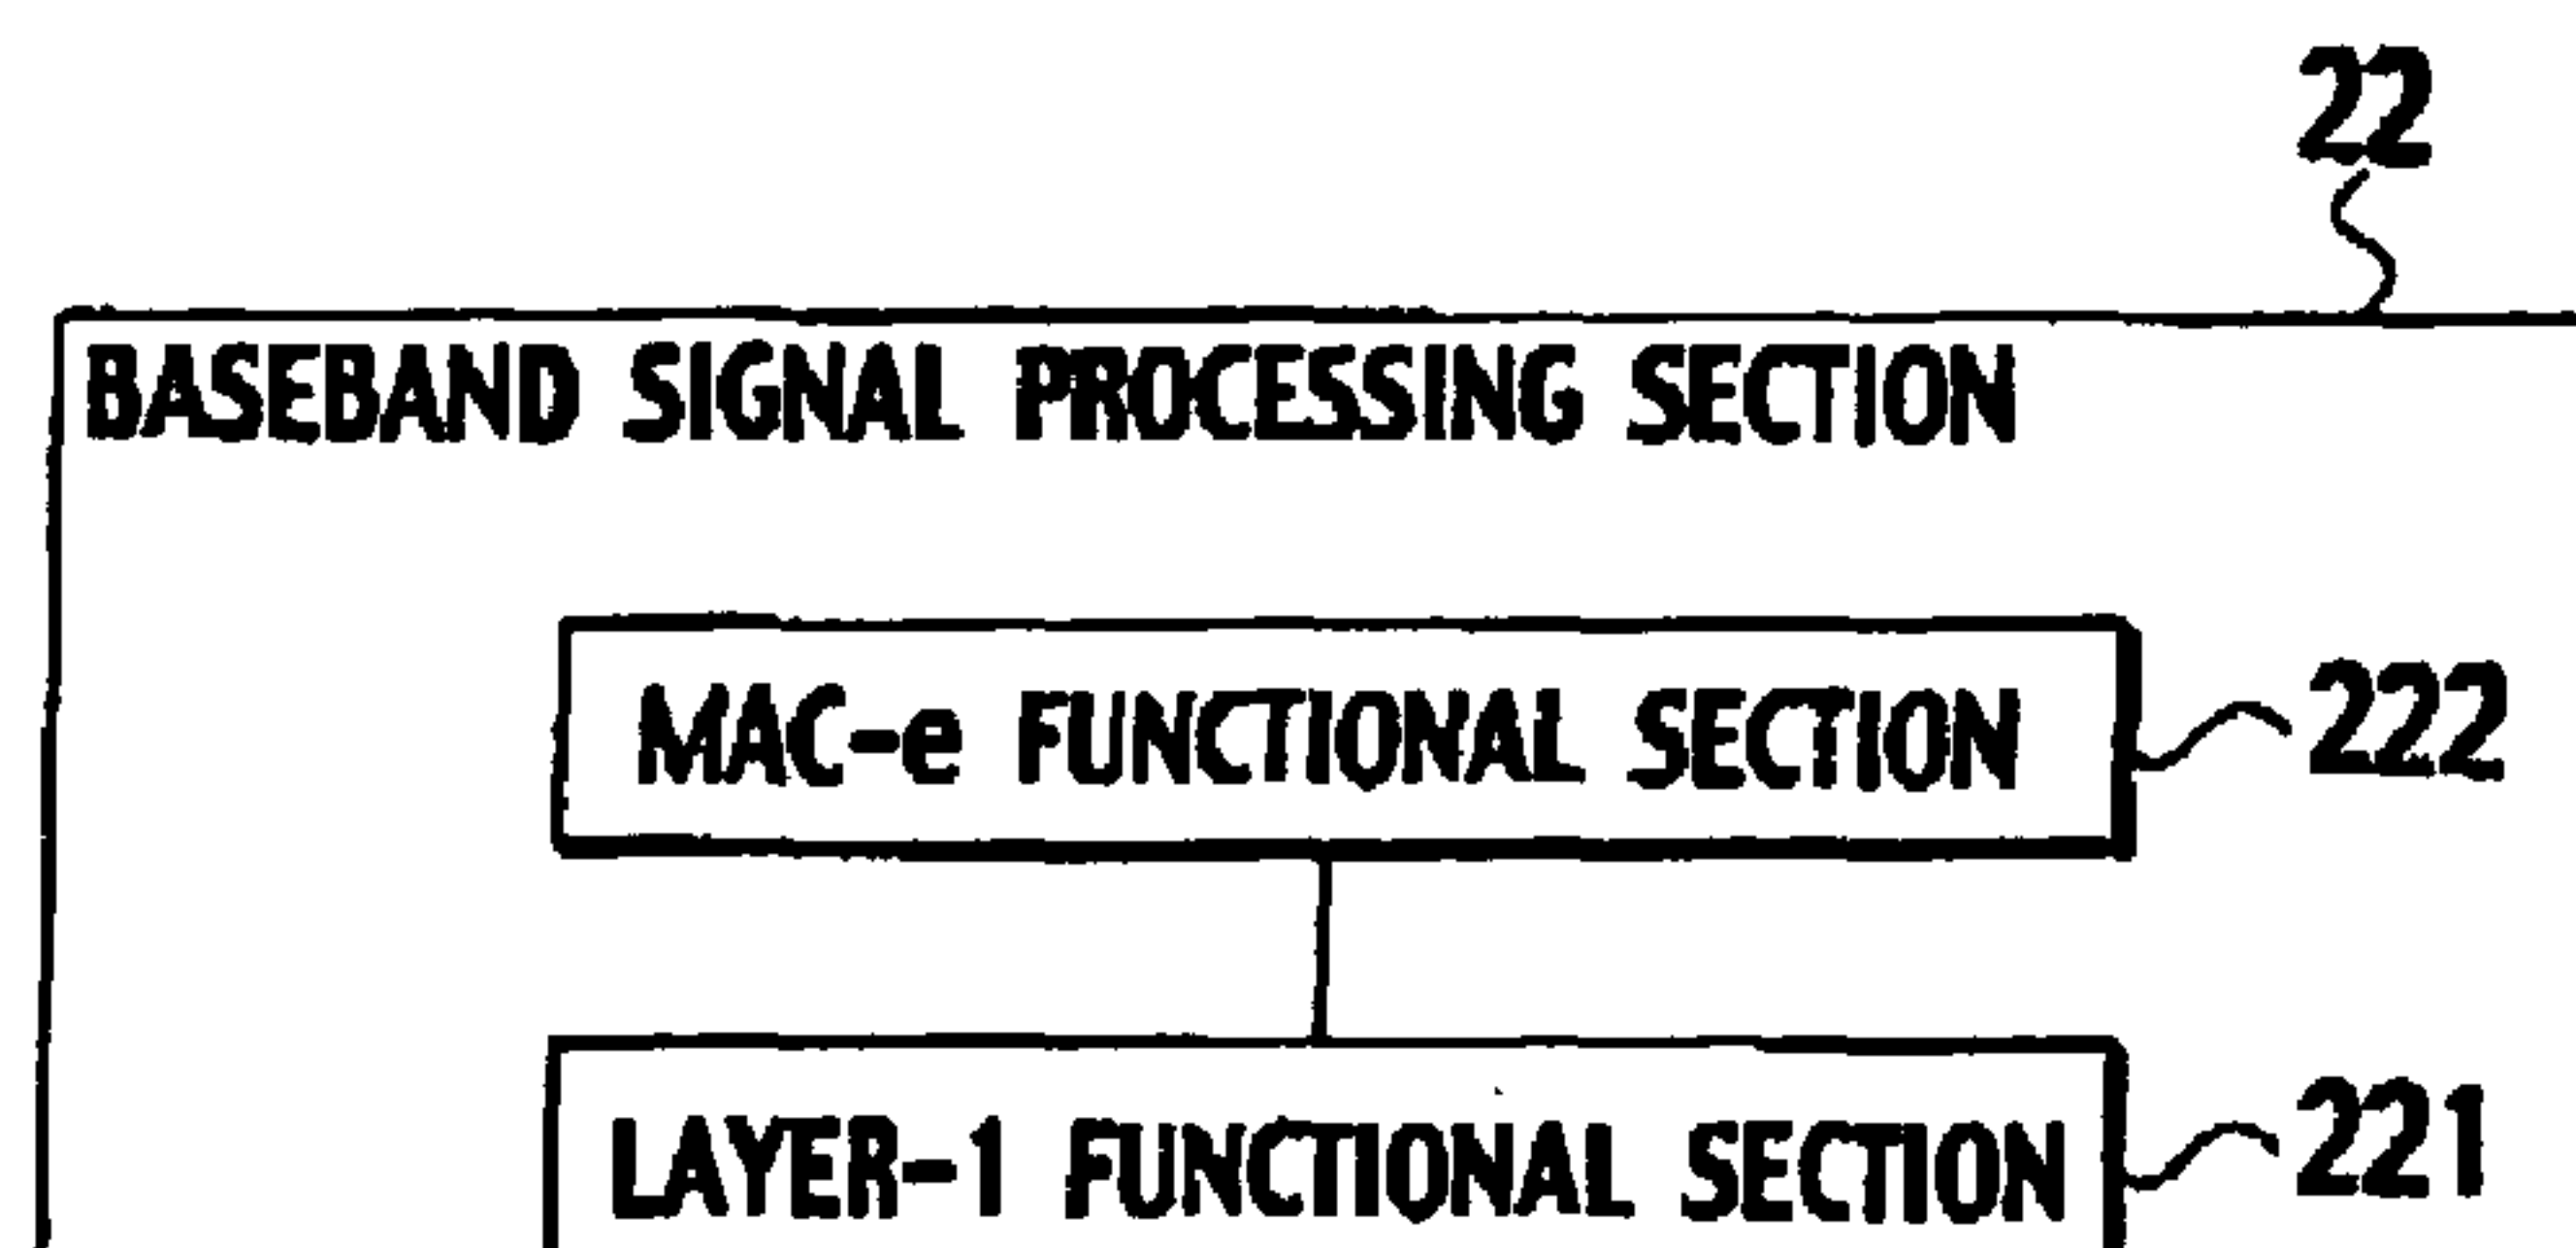 22
BASEBAND SIGNAL PROCESSING SECTION
MAC-e FUNCTIONAL SECTION
222
LAYER-1 FUNCTIONAL SECTION
221